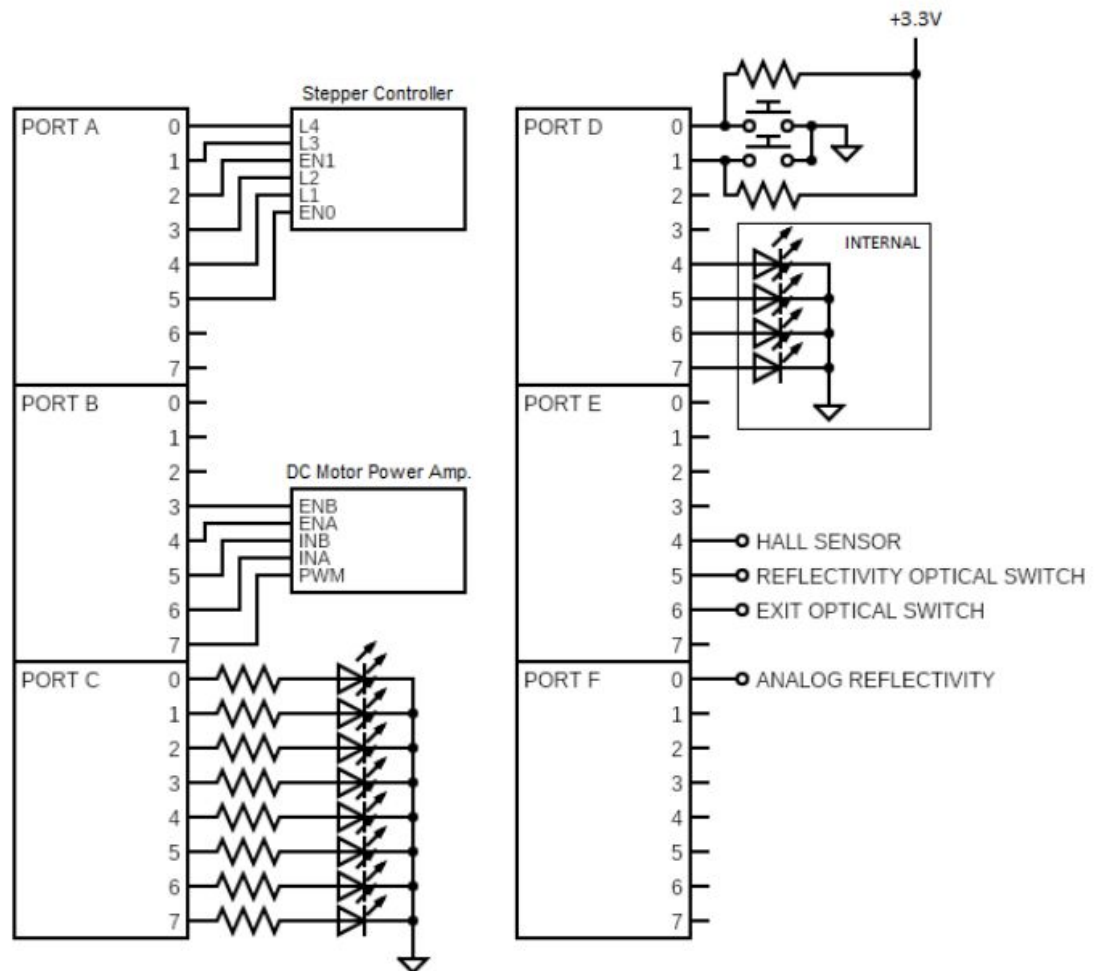 +3.3V
Stepper Controller
PORT A
0
1
2
3
4
5
6
7
L4
L3
EN1
L2
L1
EN0
PORT B
0
1
2
3
4
5
6
7
DC Motor Power Amp.
ENB
ENA
INB
INA
PWM
PORT C
0
1
2
3
4
5
6
7
PORT D
0
1
2
3
4
5
6
7
INTERNAL
PORT E
0
1
2
3
4
5
6
7
HALL SENSOR
REFLECTIVITY OPTICAL SWITCH
EXIT OPTICAL SWITCH
PORT F
0
1
2
3
4
5
6
7
ANALOG REFLECTIVITY